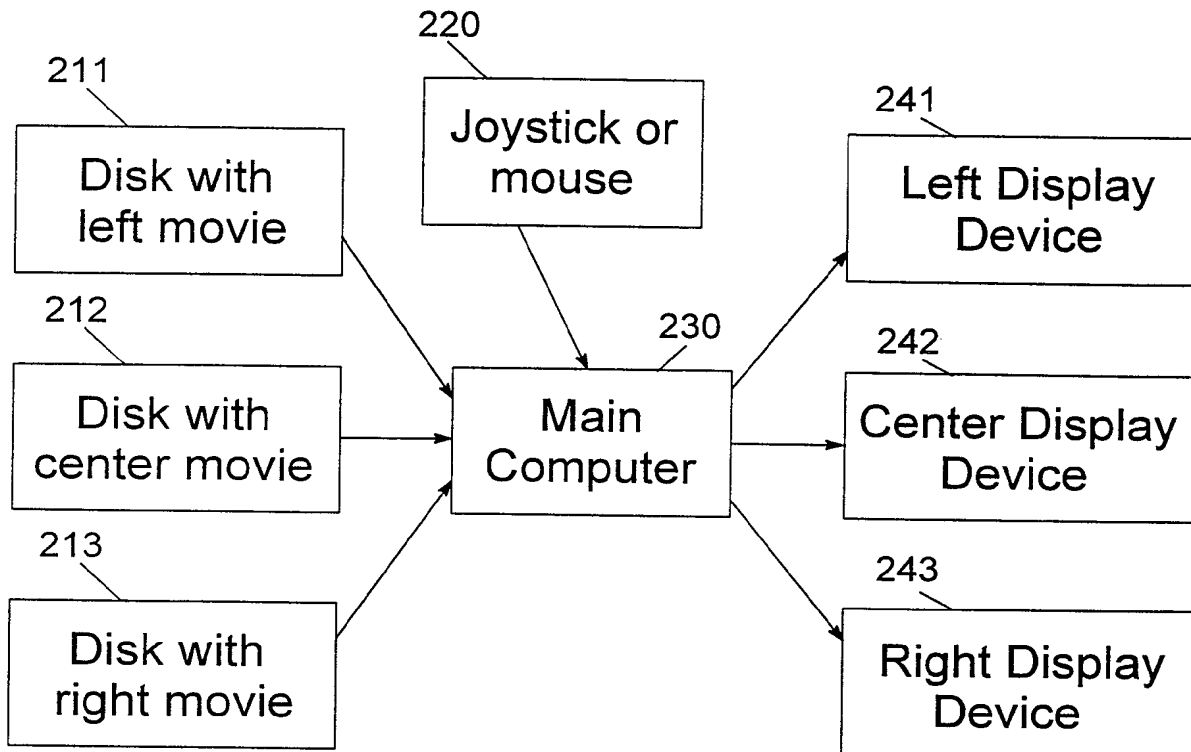 211
Disk with
left movie
220
Joystick or
mouse
241
Left Display
Device
212
Disk with
center movie
230
Main
Computer
242
Center Display
Device
213
Disk with
right movie
243
Right Display
Device